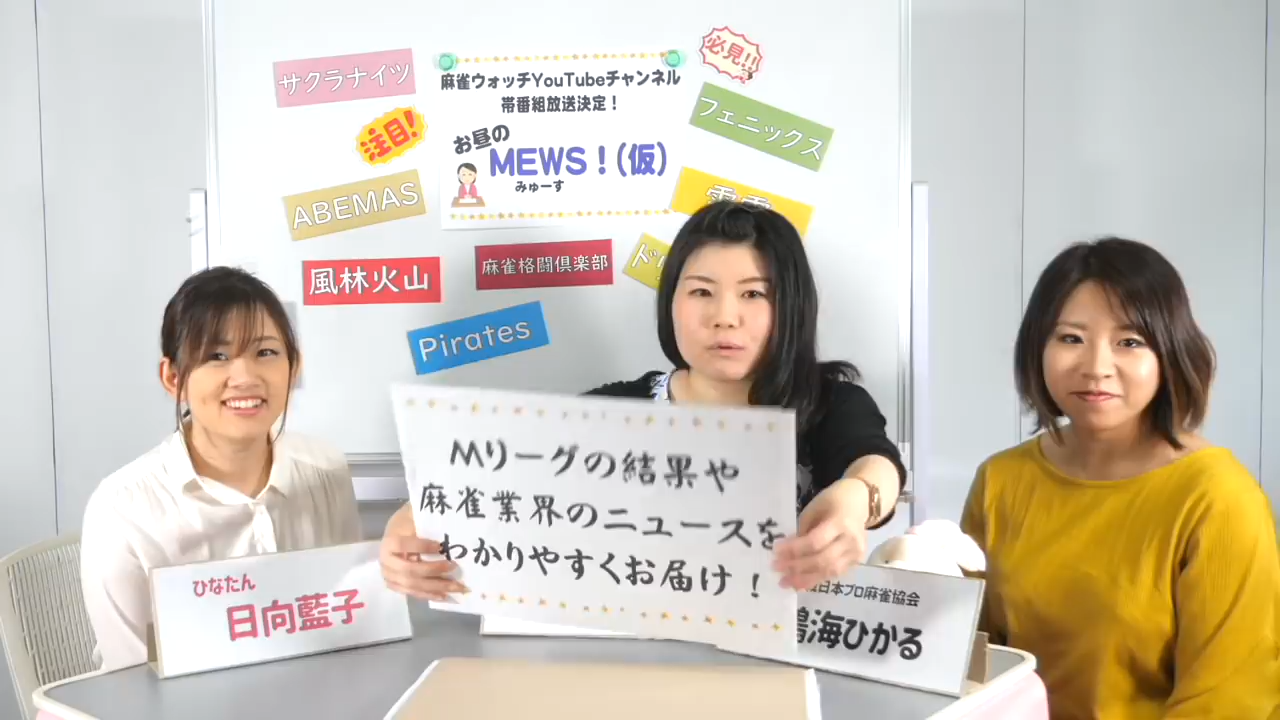 サクラナイツ
注目!
ABEMAS
風林火山
麻雀格闘倶楽部
Pirates
麻雀ウォッチYouTubeチャンネル
帯番組放送決定!
お昼の
MEWS!(仮)
みゅーす
必見!!
フェニックス
Mリーグの結果や
麻雀業界のニュースを
わかりやすくお届け!
ひなたん
日向藍子
日本プロ麻雀協会
海ひかる